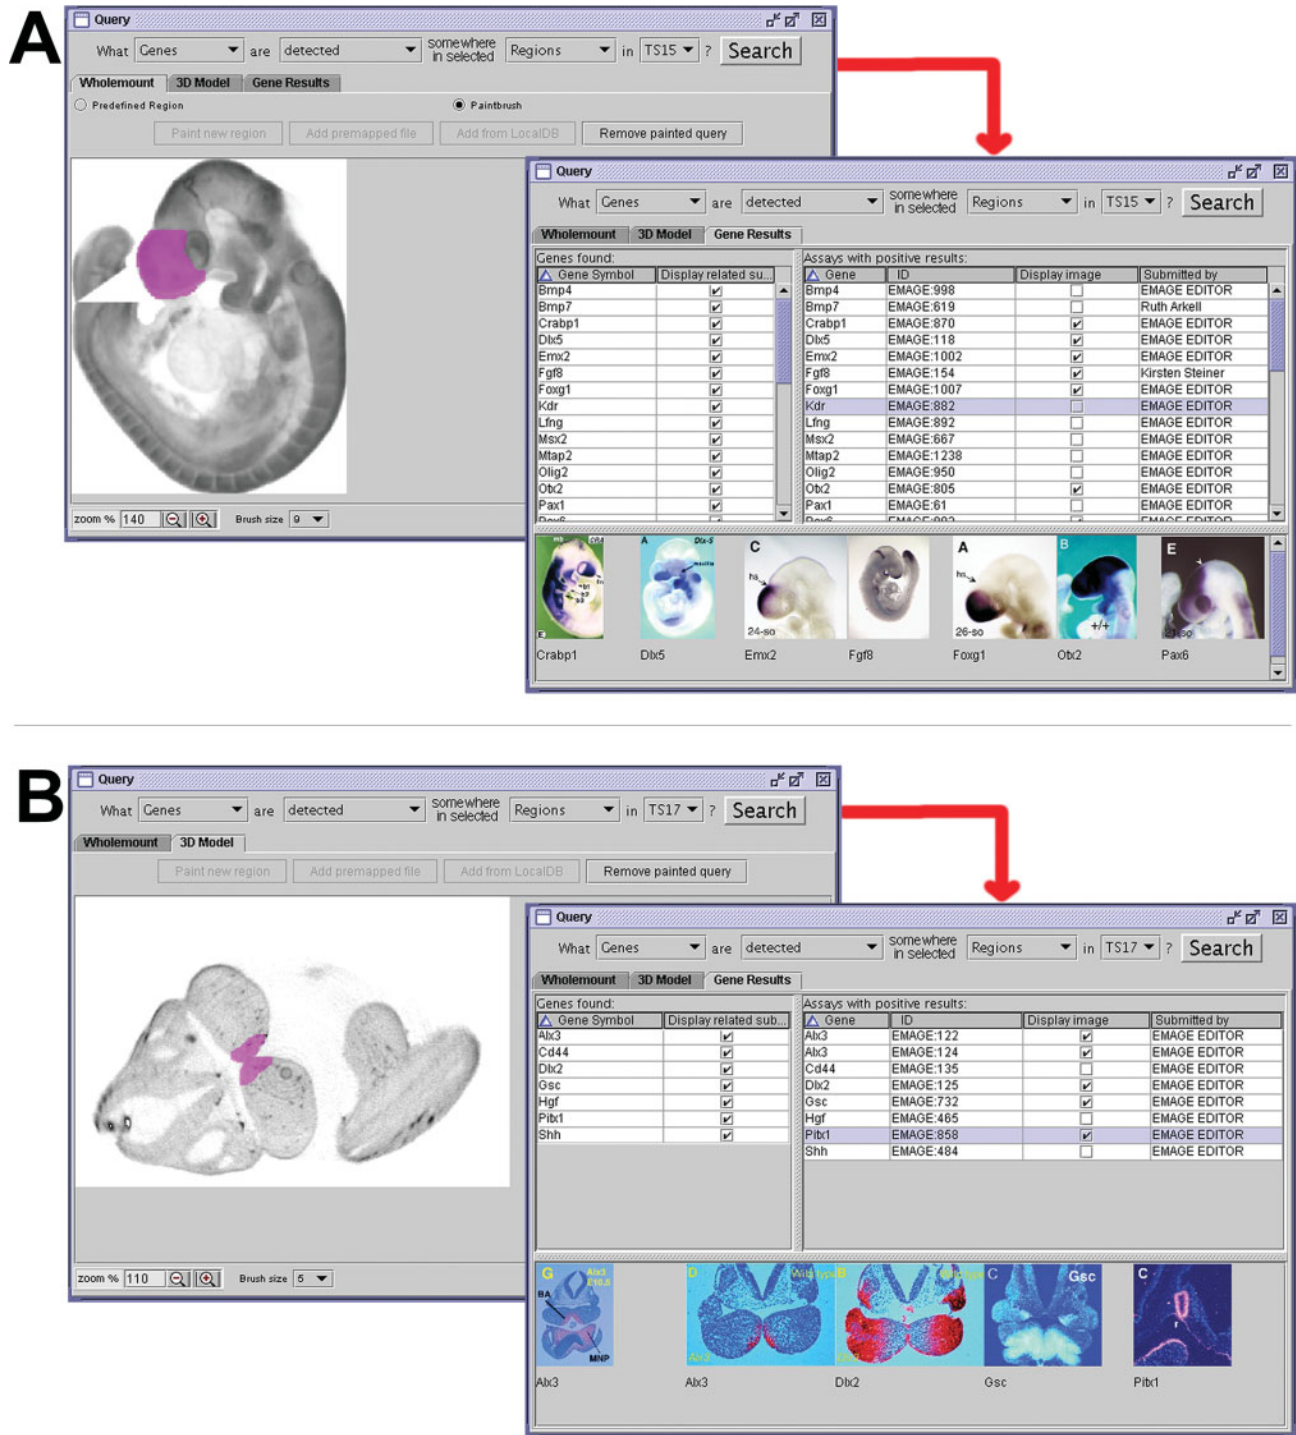 A
Query
What Genes are detected somewhere in selected Regions in TS15 ? Search
Wholemount 3D Model Gene Results
Predefined Region Paintbrush
Paint new region Add premapped file Add from LocalDB Remove painted query
zoom % 140 Brush size 9
Query
What Genes are detected somewhere in selected Regions in TS15 ? Search
Wholemount 3D Model Gene Results
Genes found: Assays with positive results:
Gene Symbol Display related su... Gene ID Display image Submitted by
Bmp4 Bmp4 EMAGE:998 EMAGE EDITOR
Bmp7 Bmp7 EMAGE:619 Ruth Arkell
Crabp1 Crabp1 EMAGE:870 EMAGE EDITOR
Dlx5 Dlx5 EMAGE:118 EMAGE EDITOR
Emx2 Emx2 EMAGE:1002 EMAGE EDITOR
Fgf8 Fgf8 EMAGE:154 Kirsten Steiner
Foxg1 Foxg1 EMAGE:1007 EMAGE EDITOR
Kdr Kdr EMAGE:882 EMAGE EDITOR
Lfng Lfng EMAGE:892 EMAGE EDITOR
Msx2 Msx2 EMAGE:667 EMAGE EDITOR
Mtap2 Mtap2 EMAGE:1238 EMAGE EDITOR
Olig2 Olig2 EMAGE:950 EMAGE EDITOR
Otx2 Otx2 EMAGE:805 EMAGE EDITOR
Pax1 Pax1 EMAGE:61 EMAGE EDITOR
A Dlx-5 C hs 24-so A hs 26-so B +/+ E
Crabp1 Dlx5 Emx2 Fgf8 Foxg1 Otx2 Pax6
B
Query
What Genes are detected somewhere in selected Regions in TS17 ? Search
Wholemount 3D Model
Paint new region Add premapped file Add from LocalDB Remove painted query
zoom % 110 Brush size 5
Query
What Genes are detected somewhere in selected Regions in TS17 ? Search
Wholemount 3D Model Gene Results
Genes found: Assays with positive results:
Gene Symbol Display related sub... Gene ID Display image Submitted by
Alx3 Alx3 EMAGE:122 EMAGE EDITOR
Cd44 Alx3 EMAGE:124 EMAGE EDITOR
Dlx2 Cd44 EMAGE:135 EMAGE EDITOR
Gsc Dlx2 EMAGE:125 EMAGE EDITOR
Hgf Gsc EMAGE:732 EMAGE EDITOR
Pitx1 Hgf EMAGE:465 EMAGE EDITOR
Shh Pitx1 EMAGE:858 EMAGE EDITOR
Shh EMAGE:484 EMAGE EDITOR
G Alx3 E10.5 BA MNP D Wild type Alx3 B Wild type C Gsc C r
Alx3 Alx3 Dlx2 Gsc Pitx1